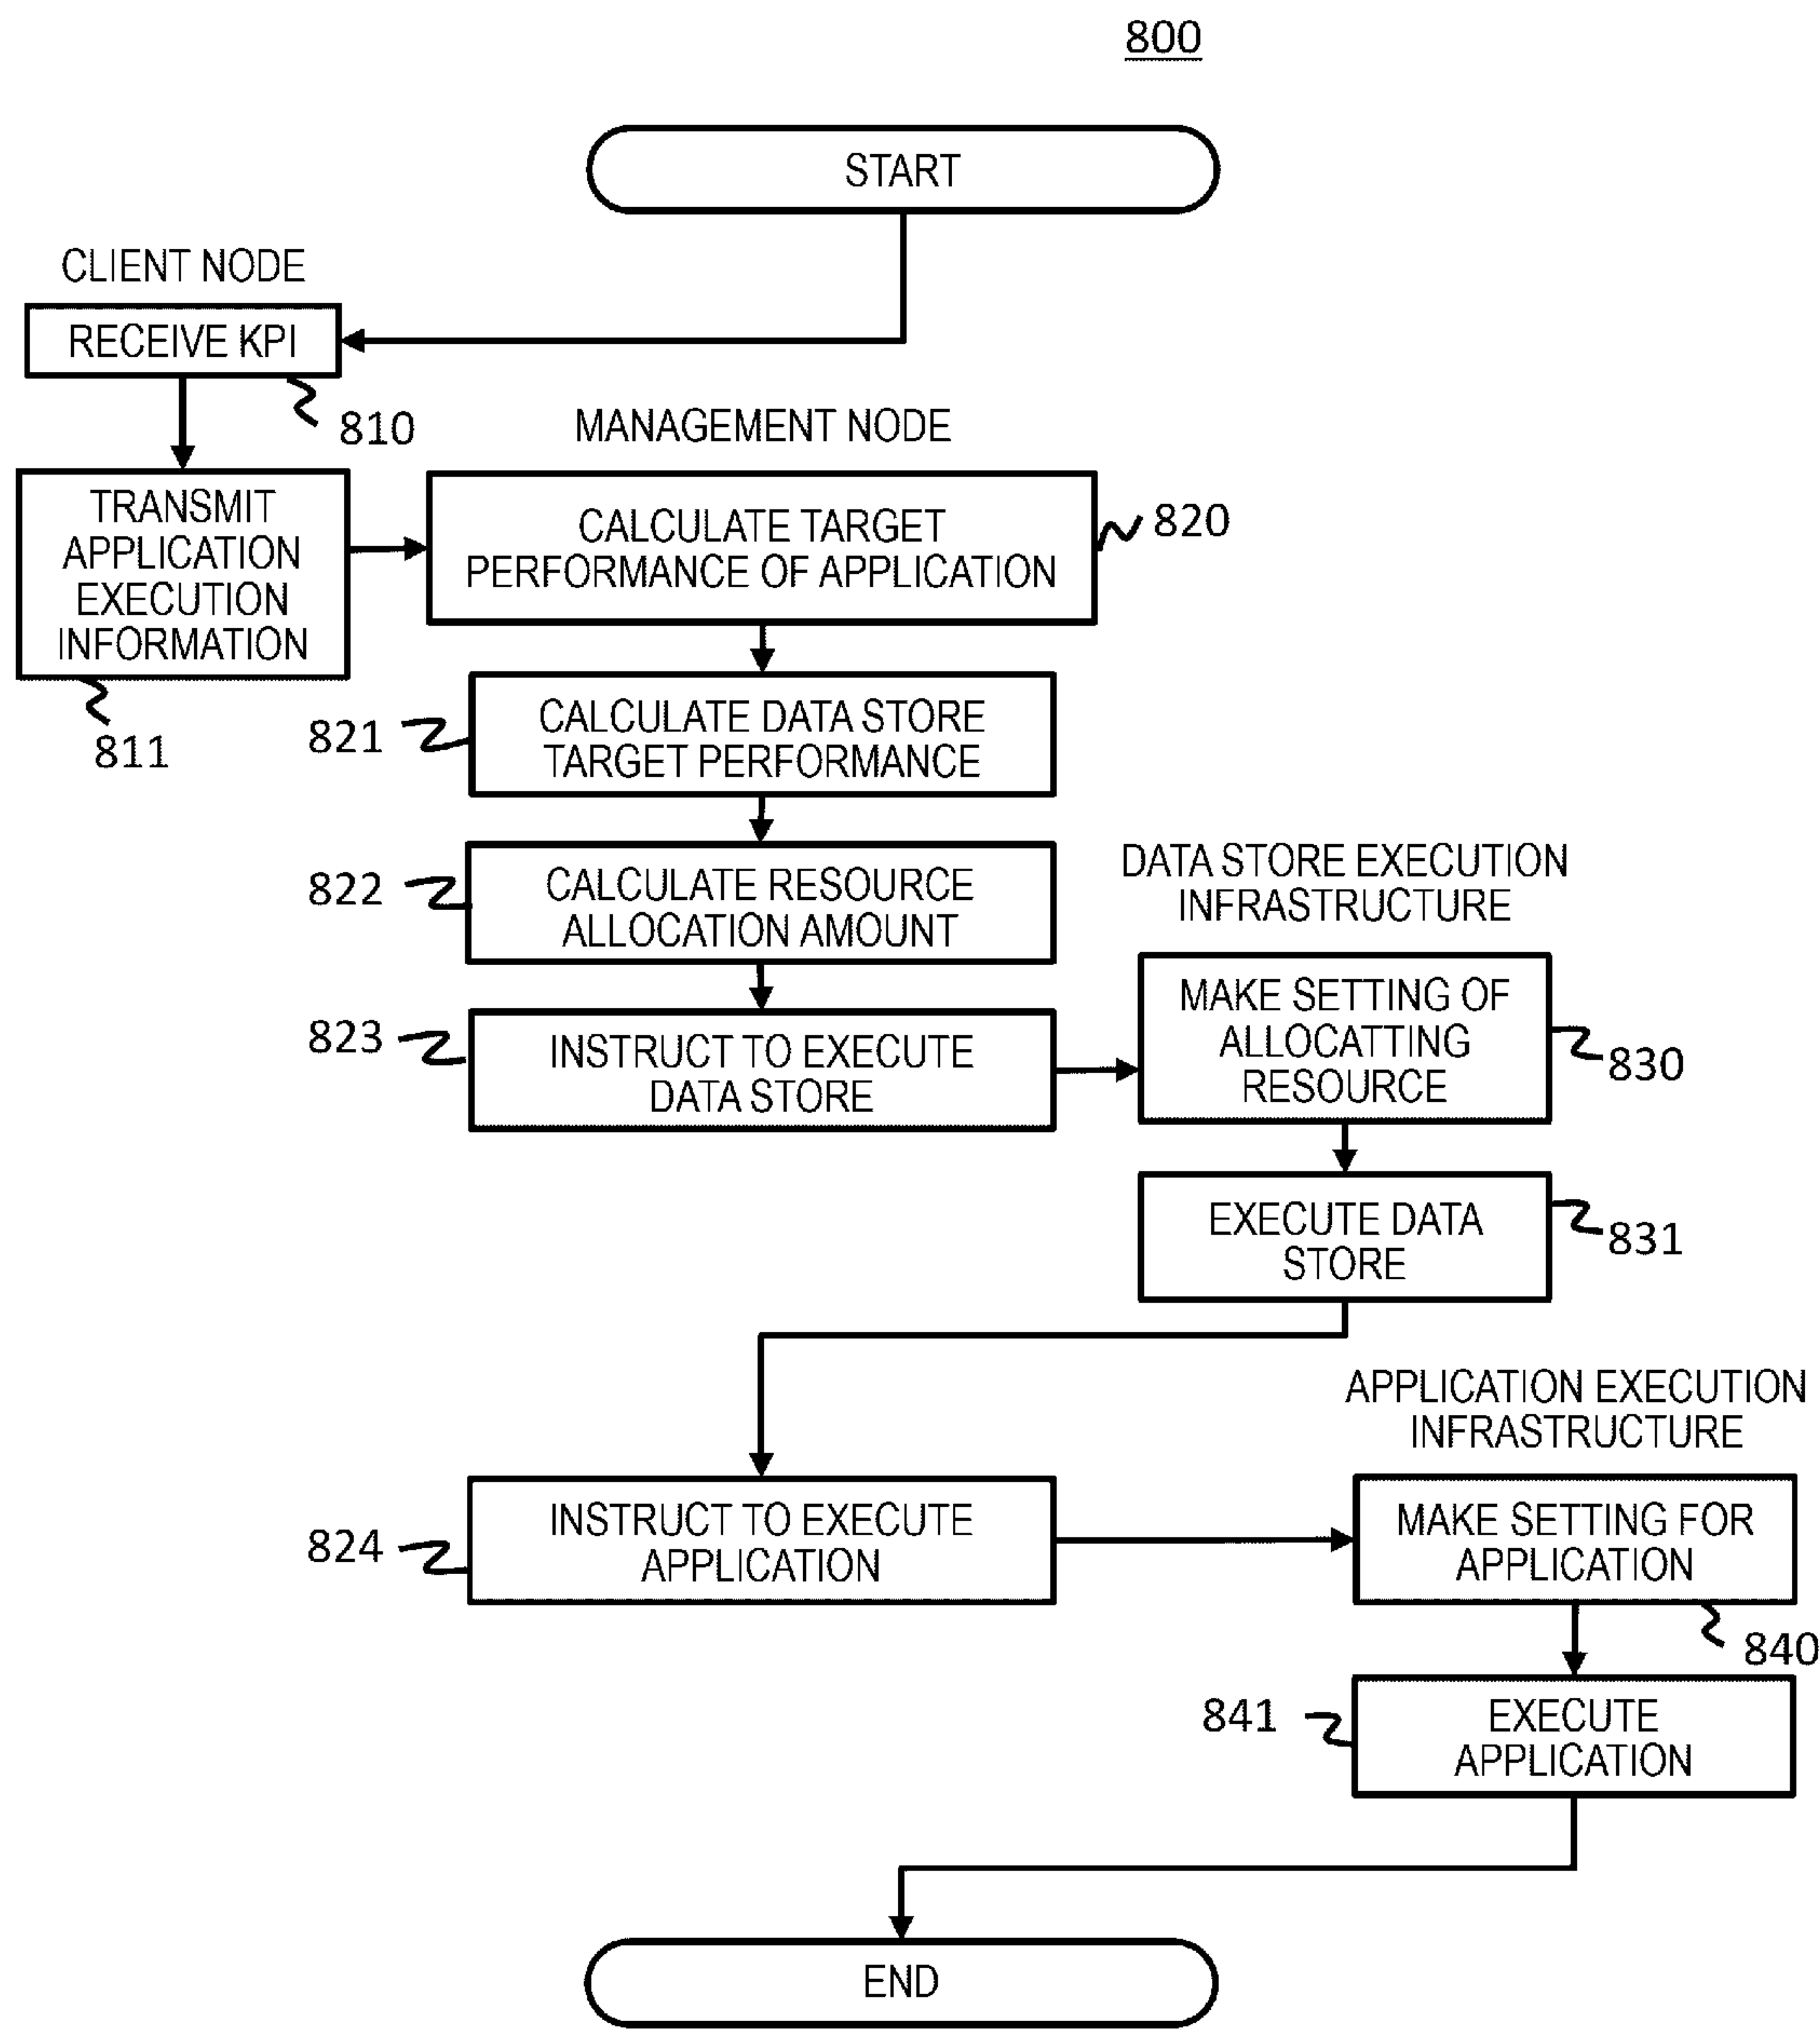 800
START
CLIENT NODE
RECEIVE KPI
810
MANAGEMENT NODE
TRANSMIT
APPLICATION
EXECUTION
INFORMATION
811
CALCULATE TARGET
PERFORMANCE OF APPLICATION
820
821
CALCULATE DATA STORE
TARGET PERFORMANCE
822
CALCULATE RESOURCE
ALLOCATION AMOUNT
DATA STORE EXECUTION
INFRASTRUCTURE
823
INSTRUCT TO EXECUTE
DATA STORE
MAKE SETTING OF
ALLOCATTING
RESOURCE
830
EXECUTE DATA
STORE
831
APPLICATION EXECUTION
INFRASTRUCTURE
824
INSTRUCT TO EXECUTE
APPLICATION
MAKE SETTING FOR
APPLICATION
840
841
EXECUTE
APPLICATION
END